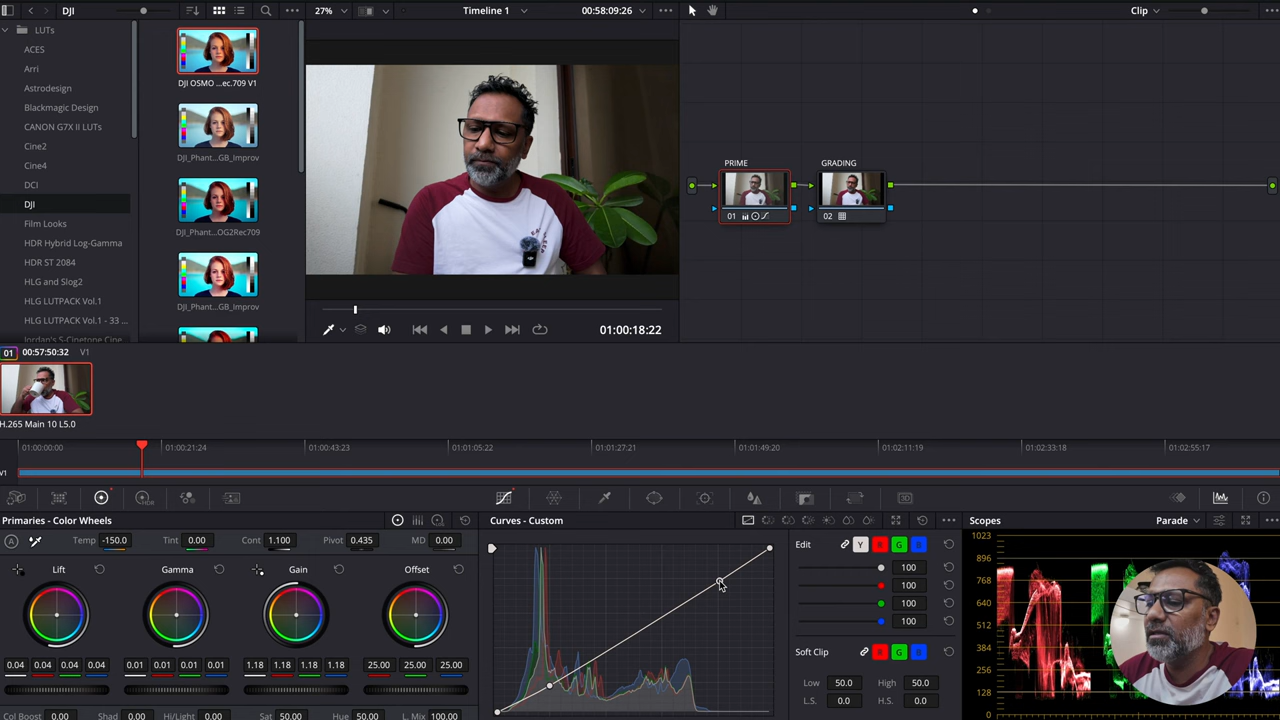 DJI
27%
Timeline 1
00:58:09:26
Clip
LUTs
ACES
Arri
Astrodesign
Blackmagic Design
CANON G7X II LUTs
Cine2
Cine4
DCI
DJI
Film Looks
HDR Hybrid Log-Gamma
HDR ST 2084
HLG and Slog2
HLG LUTPACK Vol.1
HLG LUTPACK Vol.1 - 33 ...
Jordan's S-Cinetone Cine
DJI OSMO ...ec.709 V1
DJI_Phant...GB_Improv
DJI_Phant...OG2Rec709
DJI_Phant...GB_Improv
PRIME
GRADING
01
02
01:00:18:22
01 00:57:50:32 V1
H.265 Main 10 L5.0
01:00:00:00 01:00:21:24 01:00:43:23 01:01:05:22 01:01:27:21 01:01:49:20 01:02:11:19 01:02:33:18 01:02:55:17
V1
Primaries - Color Wheels
Temp -150.0 Tint 0.00 Cont 1.100 Pivot 0.435 MD 0.00
Lift Gamma Gain Offset
0.04 0.04 0.04 0.04 0.01 0.01 0.01 0.01 1.18 1.18 1.18 1.18 25.00 25.00 25.00
Col Boost 0.00 Shad 0.00 Hi/Light 0.00 Sat 50.00 Hue 50.00 L. Mix 100.00
Curves - Custom
Edit Y R G B
100
100
100
100
Soft Clip R G B
Low 50.0 High 50.0
L.S. 0.0 H.S. 0.0
Scopes
Parade
1023
896
768
640
512
384
256
128
0